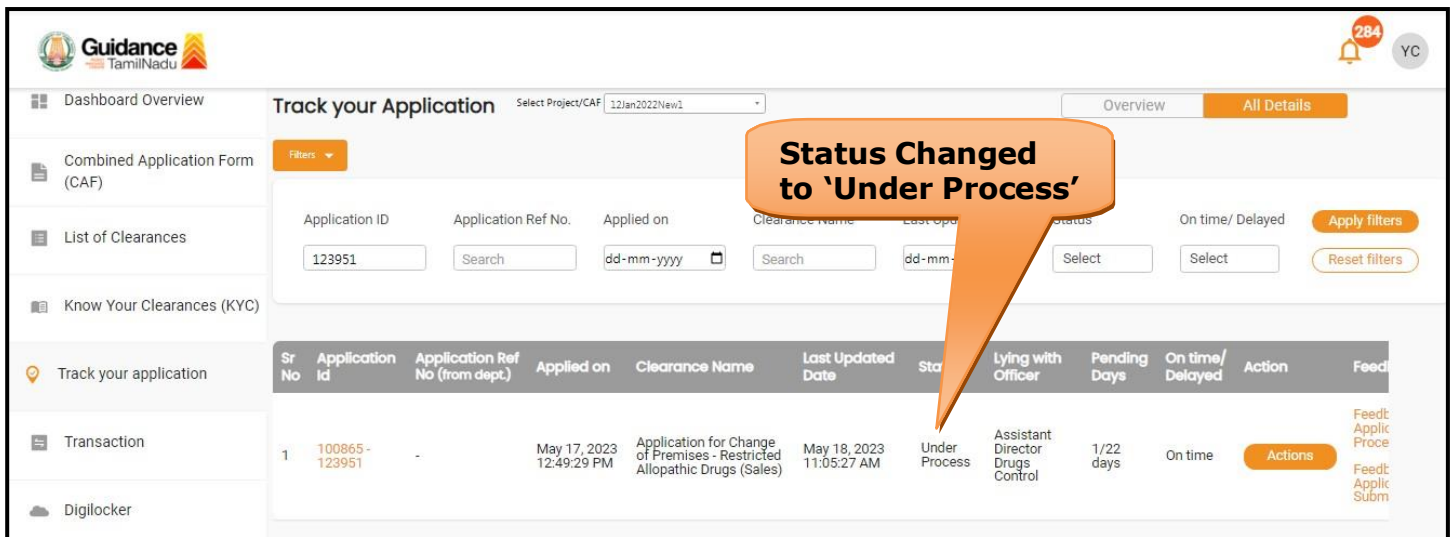 Guidance
TamilNadu
284
YC
Dashboard Overview
Track your Application
Select Project/CAF
12Jan2022New1
Overview
All Details
Combined Application Form
(CAF)
Filters
Status Changed
to ‘Under Process’
List of Clearances
Application ID
Application Ref No.
Applied on
Clearance Name
On time/ Delayed
Apply filters
123951
Search
dd-mm-yyyy
Search
dd-mm-
Select
Select
Reset filters
Know Your Clearances (KYC)
Track your application
Sr
No
Application
Id
Application Ref
No (from dept.)
Applied on
Clearance Name
Last Updated
Date
Lying with
Officer
Pending
Days
On time/
Delayed
Action
Transaction
1
100865 -
123951
-
May 17, 2023
12:49:29 PM
Application for Change
of Premises - Restricted
Allopathic Drugs (Sales)
May 18, 2023
11:05:27 AM
Under
Process
Assistant
Director
Drugs
Control
1/22
days
On time
Actions
Digilocker